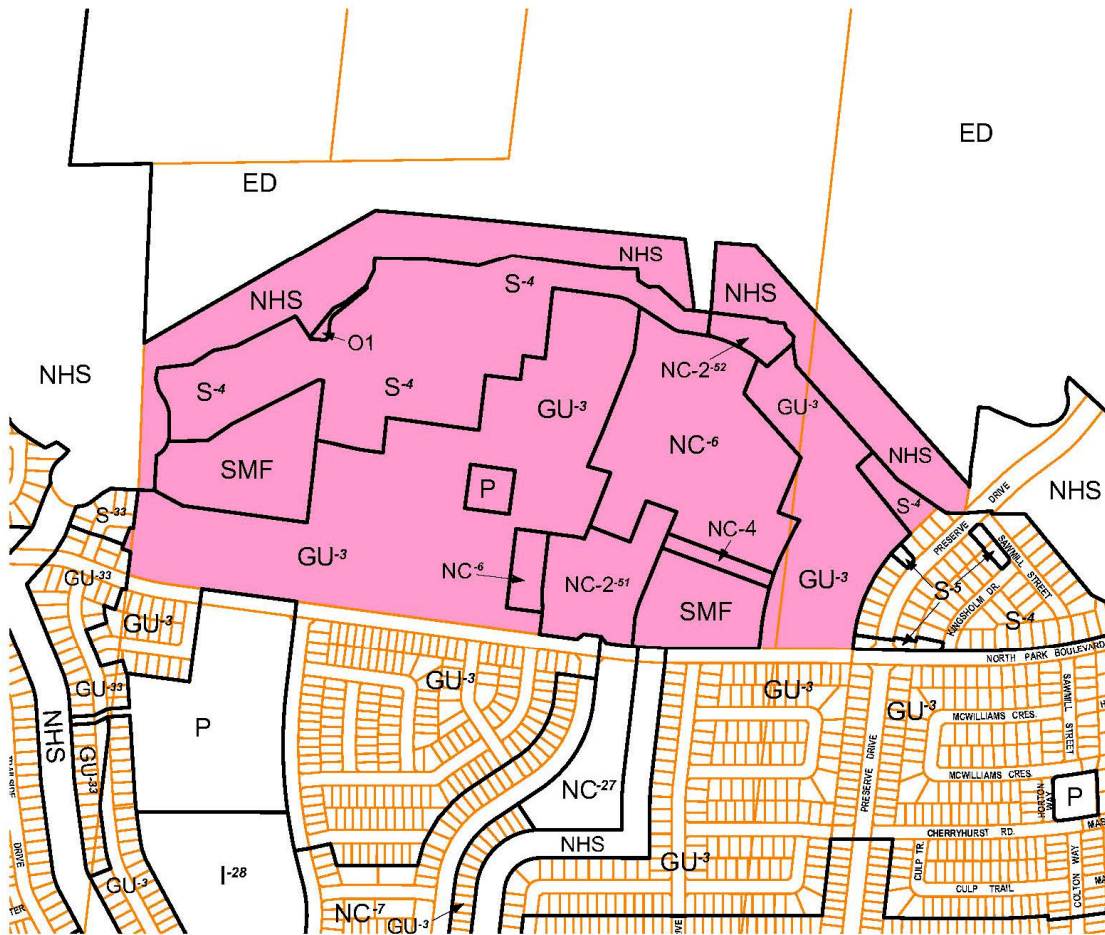 ED
ED
NHS
NHS
S-4
NHS
O1
NHS
NC-2-52
S-4
S-4
GU-3
GU-3
NC-6
NHS
SMF
P
NHS
S-4
S-33
NC-4
PRESERVE DRIVE
SAWMILL STREET
GU-3
NC-6
NC-2-51
GU-3
GU-33
S-5
KINGSHOLM DR.
SMF
S-4
GU-3
NORTH PARK BOULEVARD
GU-3
GU-33
GU-3
GU-3
SAWMILL STREET
MCWILLIAMS CRES.
NHS
P
GU-33
PRESERVE DRIVE
MCWILLIAMS CRES.
NC-27
HORTON WAY
P
CHERRYHURST RD.
NHS
DRIVE
GU-3
CULP TR.
COLTON WAY
GU-3
I-28
CULP TRAIL
NC-7
GU-3